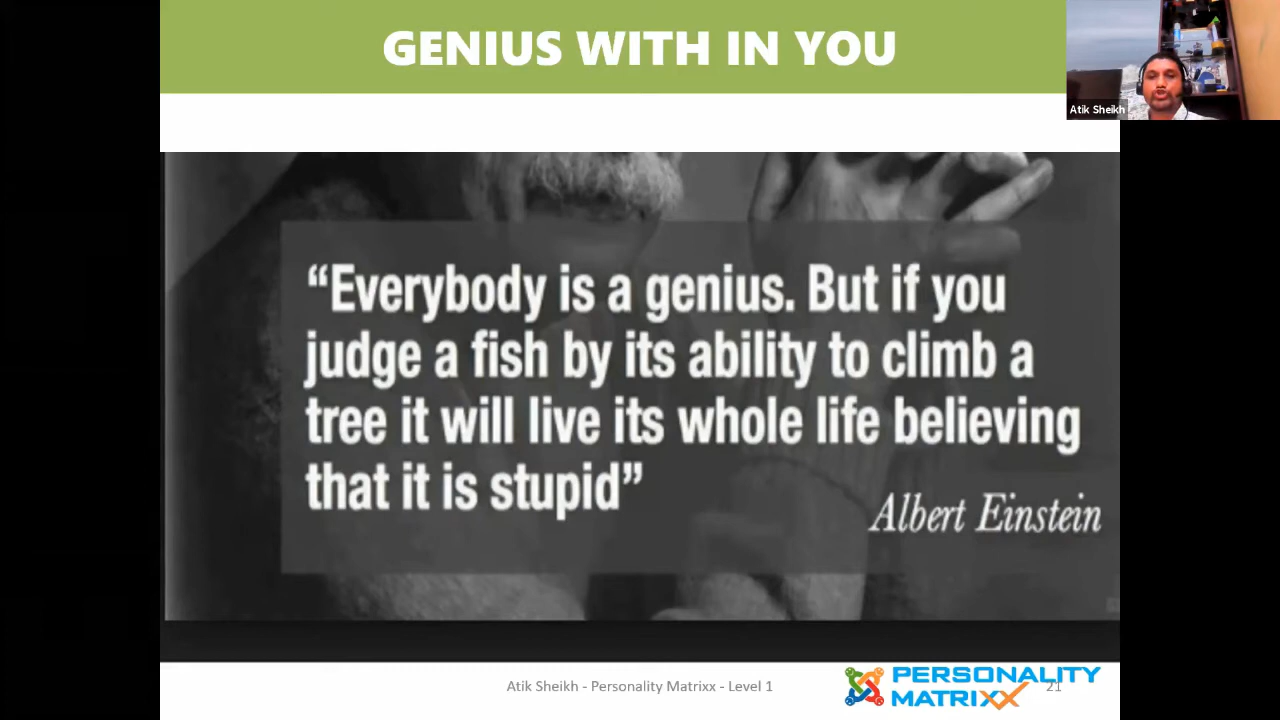 GENIUS WITH IN YOU
Atik Sheikh
“Everybody is a genius. But if you
judge a fish by its ability to climb a
tree it will live its whole life believing
that it is stupid”
Albert Einstein
Atik Sheikh - Personality Matrixx - Level 1
PERSONALITY
MATRIXX
21